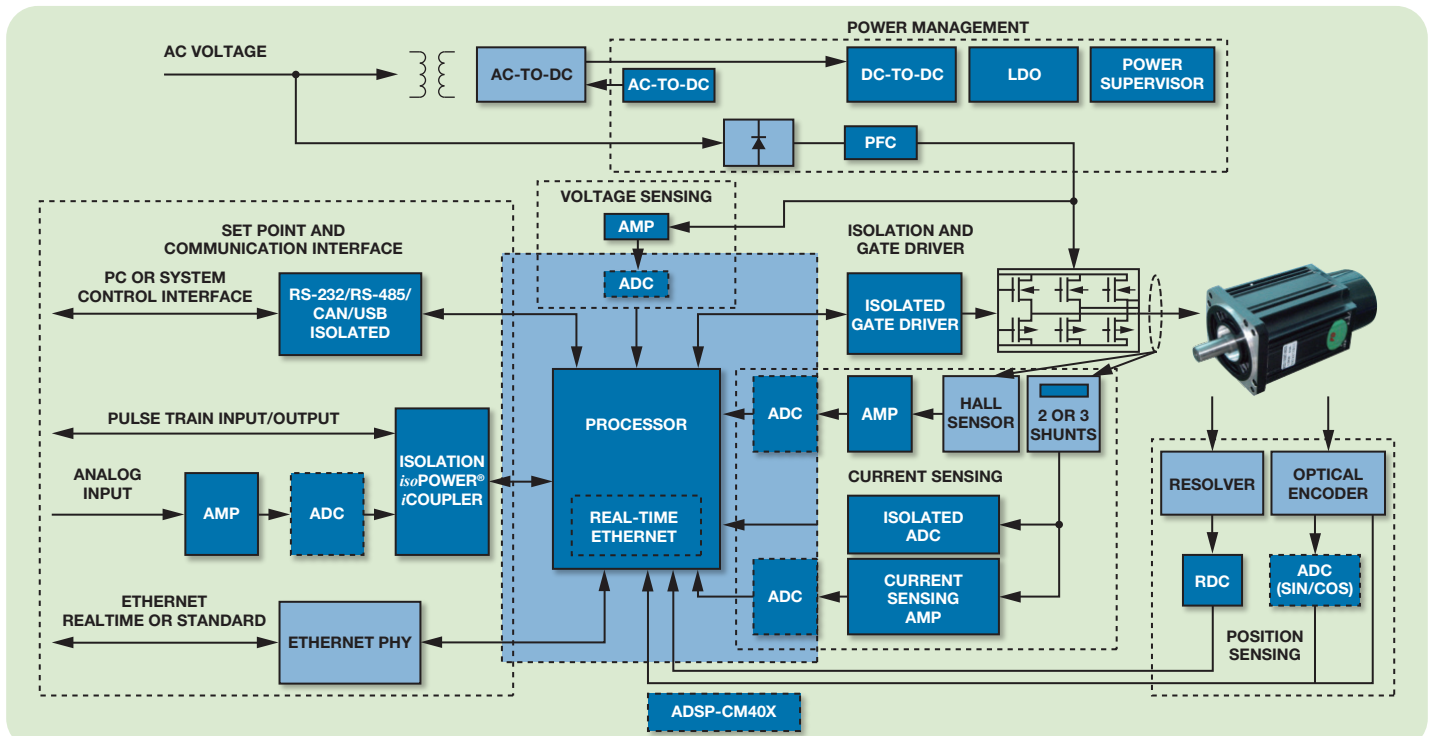 POWER MANAGEMENT
AC VOLTAGE
AC-TO-DC
AC-TO-DC
DC-TO-DC
LDO
POWER
SUPERVISOR
PFC
VOLTAGE SENSING
AMP
ADC
SET POINT AND
COMMUNICATION INTERFACE
PC OR SYSTEM
CONTROL INTERFACE
RS-232/RS-485/
CAN/USB
ISOLATED
ISOLATION AND
GATE DRIVER
ISOLATED
GATE DRIVER
PULSE TRAIN INPUT/OUTPUT
ANALOG
INPUT
AMP
ADC
ISOLATION
isoPOWER®
iCOUPLER
PROCESSOR
REAL-TIME
ETHERNET
ADC
AMP
HALL
SENSOR
2 OR 3
SHUNTS
CURRENT SENSING
ISOLATED
ADC
ADC
CURRENT
SENSING
AMP
RESOLVER
OPTICAL
ENCODER
RDC
ADC
(SIN/COS)
POSITION
SENSING
ETHERNET
REALTIME OR STANDARD
ETHERNET PHY
ADSP-CM40X